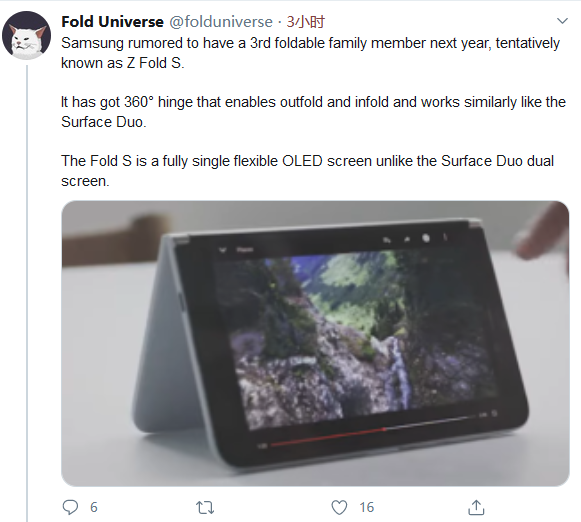 Fold Universe @folduniverse · 3小时
Samsung rumored to have a 3rd foldable family member next year, tentatively
known as Z Fold S.
It has got 360° hinge that enables outfold and infold and works similarly like the
Surface Duo.
The Fold S is a fully single flexible OLED screen unlike the Surface Duo dual
screen.
6
16